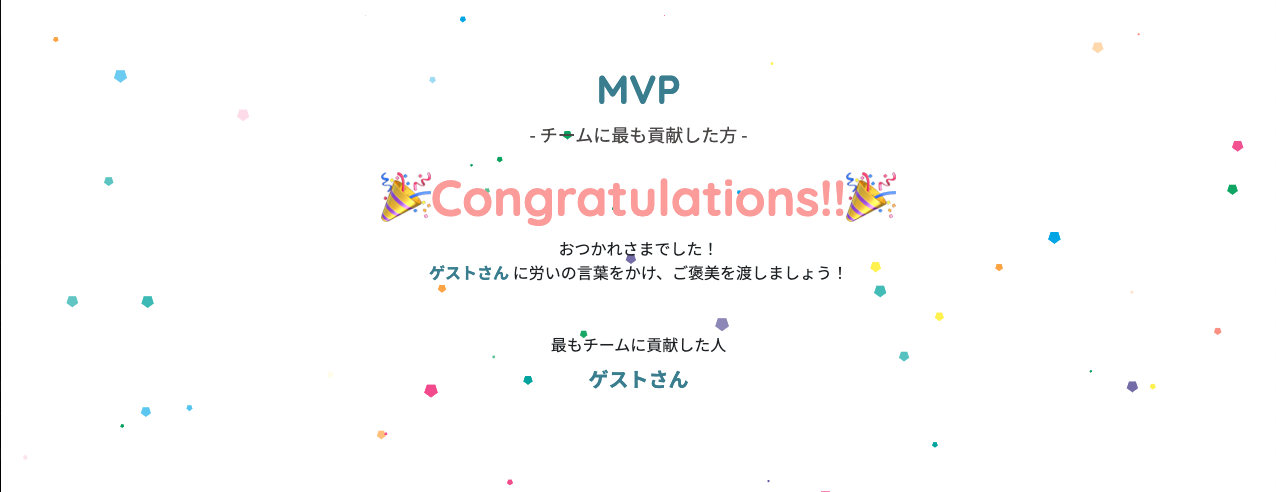 MVP
- チームに最も貢献した方 -
🎉Congratulations!!🎉
おつかれさまでした！
ゲストさん に労いの言葉をかけ、ご褒美を渡しましょう！
最もチームに貢献した人
ゲストさん